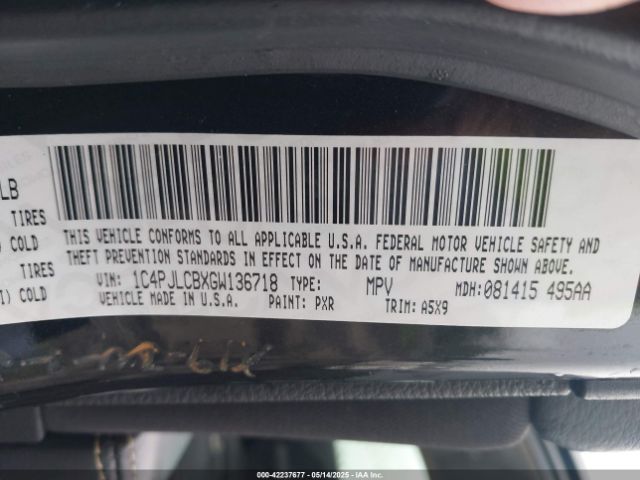 LB
TIRES
) COLD
TIRES
) COLD
THIS VEHICLE CONFORMS TO ALL APPLICABLE U.S.A. FEDERAL MOTOR VEHICLE SAFETY AND
THEFT PREVENTION STANDARDS IN EFFECT ON THE DATE OF MANUFACTURE SHOWN ABOVE.
VIN: 1C4PJLCBXGW136718 TYPE: MPV MDH: 081415 495AA
VEHICLE MADE IN U.S.A. PAINT: PXR TRIM: A5X9
000-42237677 - 05/14/2025 - IAAI.COM